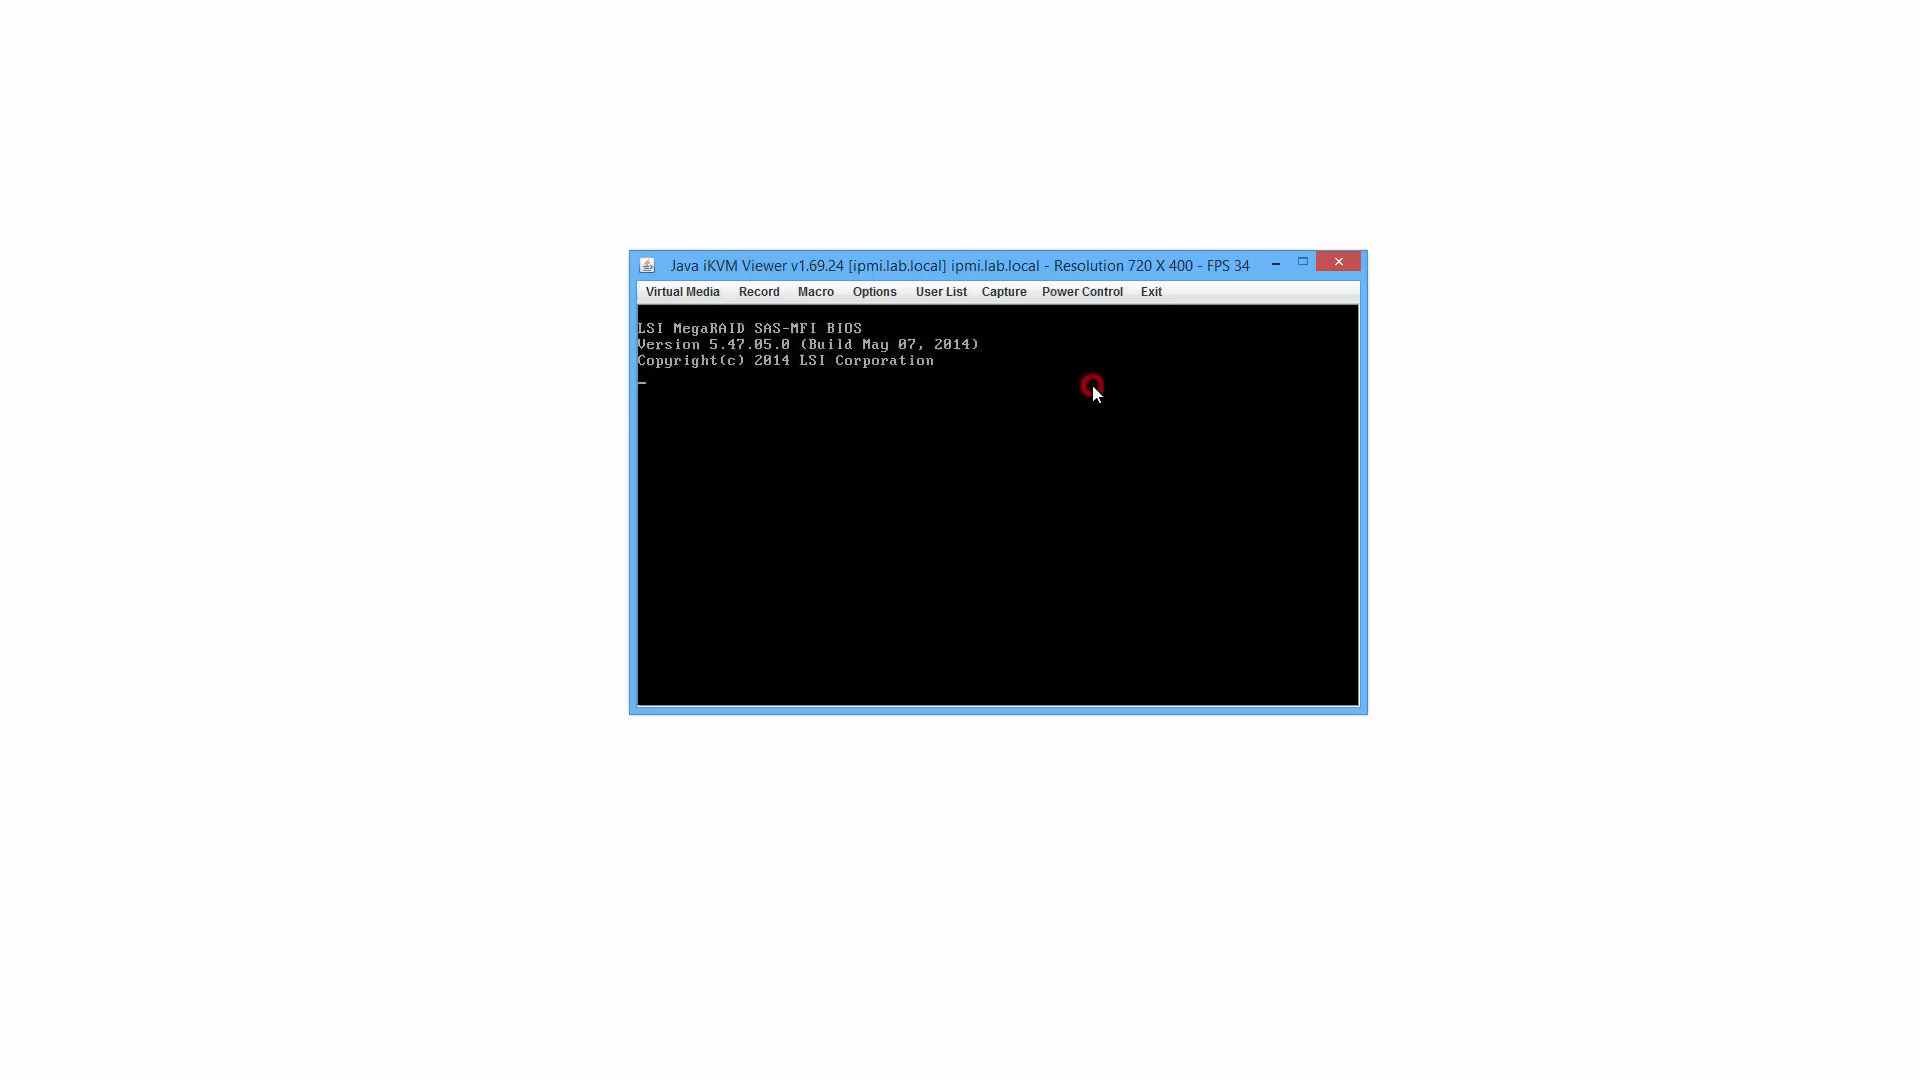 Java iKVM Viewer v1.69.24 [ipmi.lab.local] ipmi.lab.local - Resolution 720 X 400 - FPS 34
Virtual Media Record Macro Options User List Capture Power Control Exit
LSI MegaRAID SAS-MFI BIOS
Version 5.47.05.0 (Build May 07, 2014)
Copyright(c) 2014 LSI Corporation